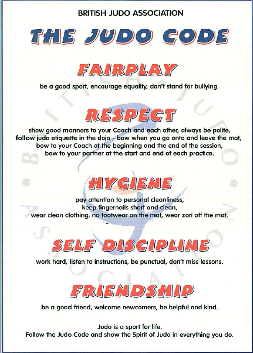 BRITISH JUDO ASSOCIATION
THE JUDO CODE
FAIRPLAY
be a good sport, encourage equality, don't stand for bullying.
RESPECT
show good manners to your Coach and each other, always be polite,
follow judo etiquette in the dojo - bow when you go onto and leave the mat,
bow to your Coach at the beginning and the end of the session,
bow to your partner at the start and end of each practice.
HYGIENE
pay attention to personal cleanliness,
keep fingernails short and clean,
wear clean clothing, no footwear on the mat, wear zori off the mat.
SELF DISCIPLINE
work hard, listen to instructions, be punctual, don't miss lessons.
FRIENDSHIP
be a good friend, welcome newcomers, be helpful and kind.
Judo is a sport for life.
Follow the Judo Code and show the Spirit of Judo in everything you do.
BRITISH JUDO ASSOCIATION